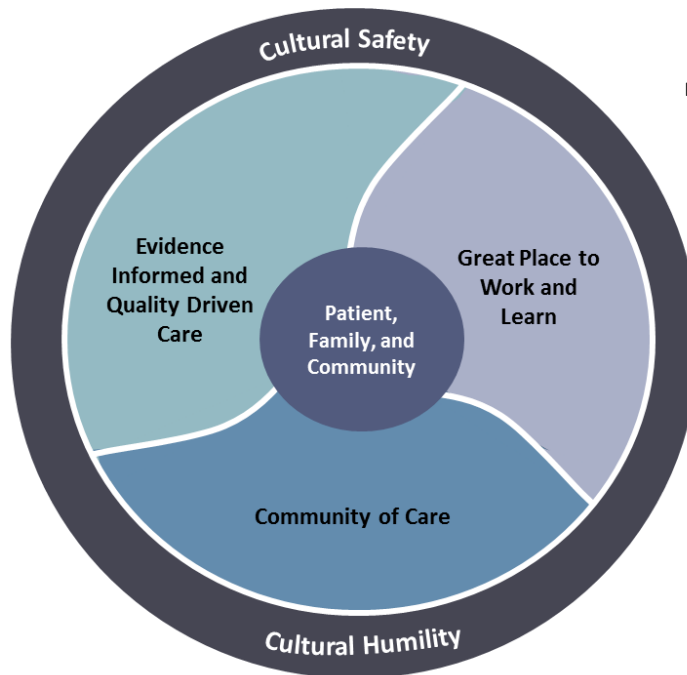 Cultural Safety
Evidence
Informed and
Quality Driven
Care
Great Place to
Work and
Learn
Patient,
Family, and
Community
Community of Care
Cultural Humility